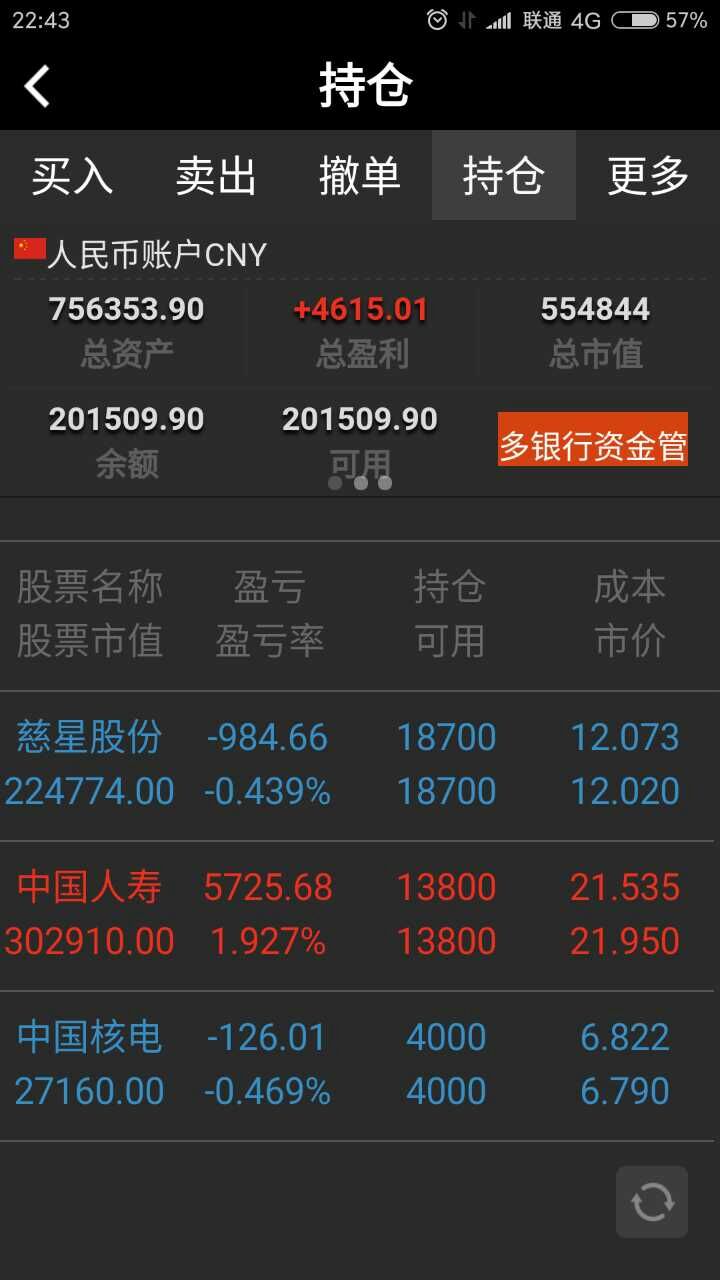 22:43 联通 4G 57%
持仓
买入 卖出 撤单 持仓 更多
人民币账户CNY
756353.90 +4615.01 554844
总资产 总盈利 总市值
201509.90 201509.90 多银行资金管
余额 可用
股票名称 盈亏 持仓 成本
股票市值 盈亏率 可用 市价
慈星股份 -984.66 18700 12.073
224774.00 -0.439% 18700 12.020
中国人寿 5725.68 13800 21.535
302910.00 1.927% 13800 21.950
中国核电 -126.01 4000 6.822
27160.00 -0.469% 4000 6.790